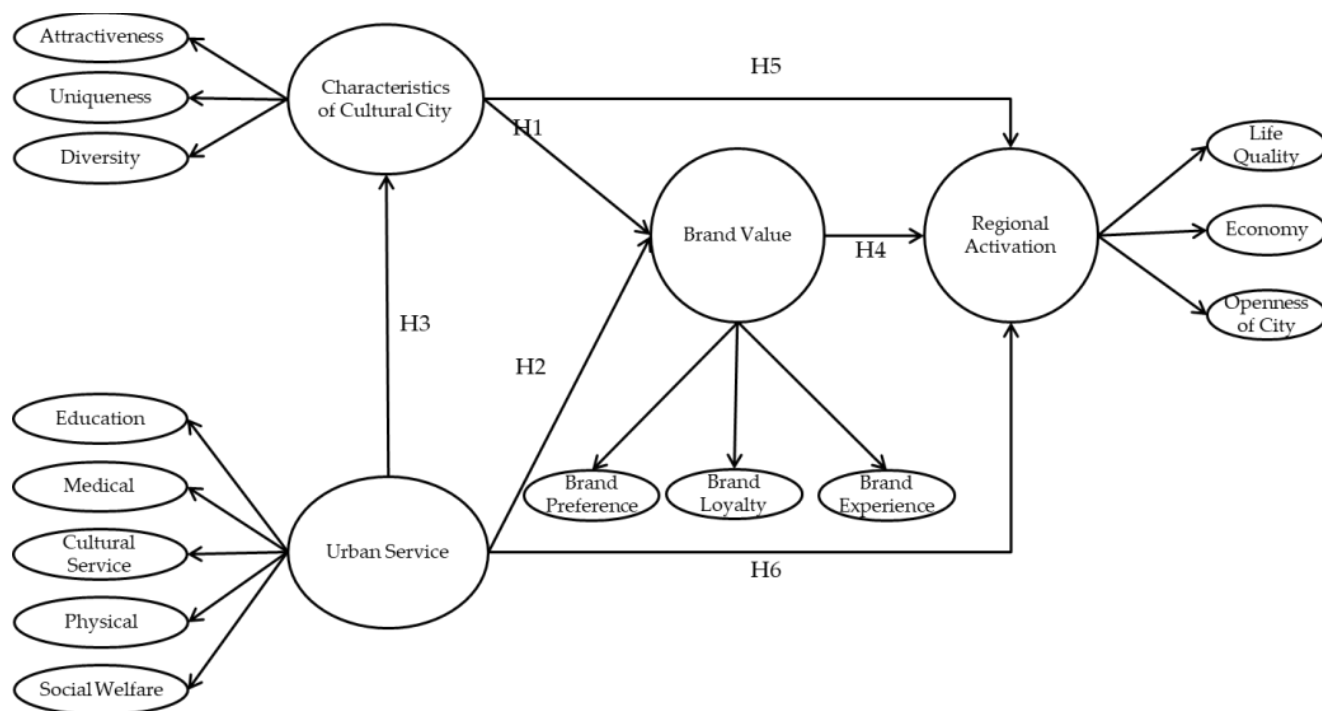 Attractiveness
Uniqueness
Diversity
Characteristics
of Cultural City
H5
H1
Brand Value
H4
Regional
Activation
Life
Quality
Economy
Openness
of City
H3
H2
Education
Medical
Cultural
Service
Physical
Social Welfare
Urban Service
Brand
Preference
Brand
Loyalty
Brand
Experience
H6